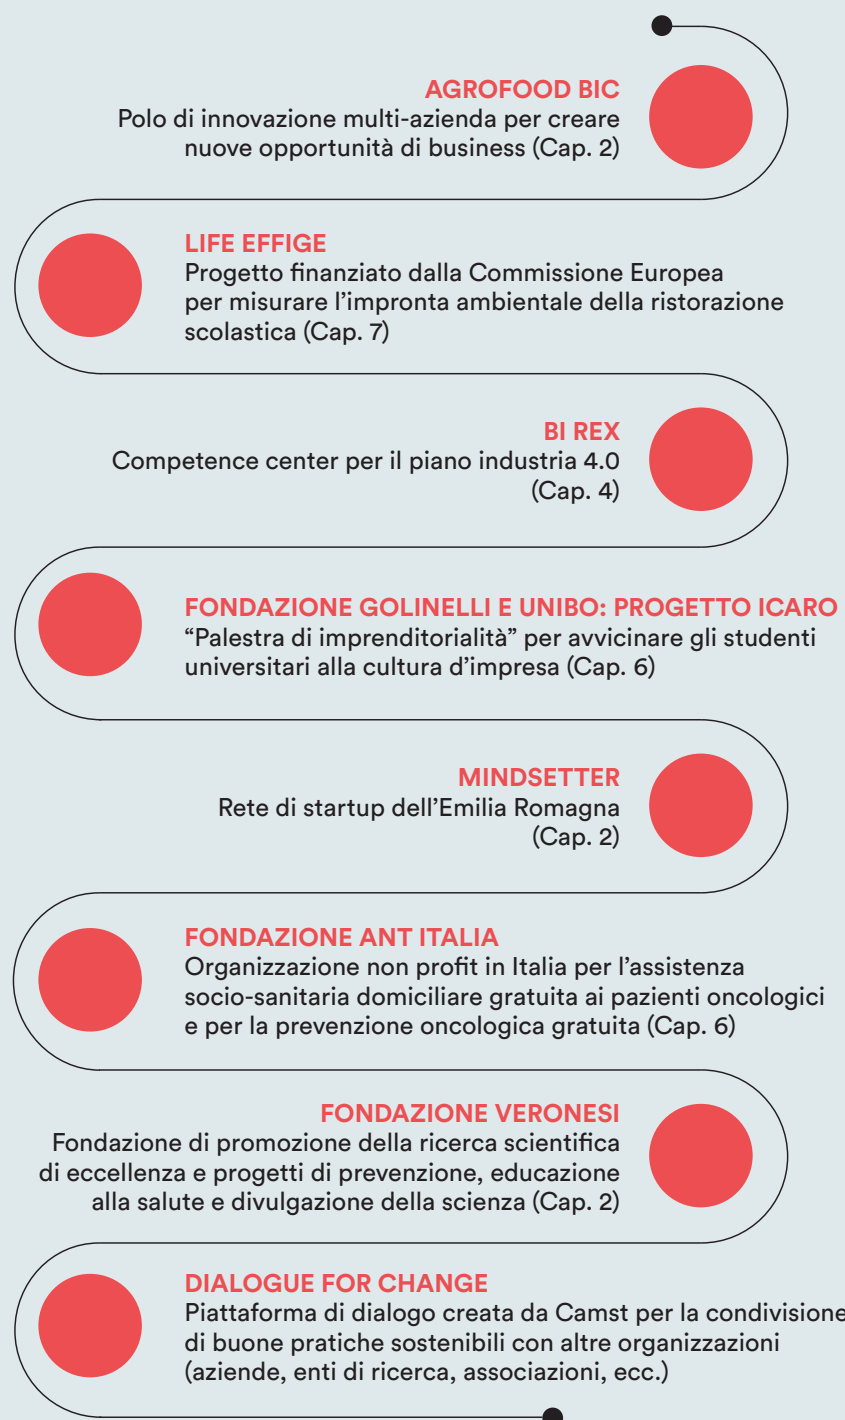 AGROFOOD BIC
Polo di innovazione multi-azienda per creare
nuove opportunità di business (Cap. 2)
LIFE EFFIGE
Progetto finanziato dalla Commissione Europea
per misurare l’impronta ambientale della ristorazione
scolastica (Cap. 7)
BI REX
Competence center per il piano industria 4.0
(Cap. 4)
FONDAZIONE GOLINELLI E UNIBO: PROGETTO ICARO
“Palestra di imprenditorialità” per avvicinare gli studenti
universitari alla cultura d’impresa (Cap. 6)
MINDSETTER
Rete di startup dell’Emilia Romagna
(Cap. 2)
FONDAZIONE ANT ITALIA
Organizzazione non profit in Italia per l’assistenza
socio-sanitaria domiciliare gratuita ai pazienti oncologici
e per la prevenzione oncologica gratuita (Cap. 6)
FONDAZIONE VERONESI
Fondazione di promozione della ricerca scientifica
di eccellenza e progetti di prevenzione, educazione
alla salute e divulgazione della scienza (Cap. 2)
DIALOGUE FOR CHANGE
Piattaforma di dialogo creata da Camst per la condivisione
di buone pratiche sostenibili con altre organizzazioni
(aziende, enti di ricerca, associazioni, ecc.)